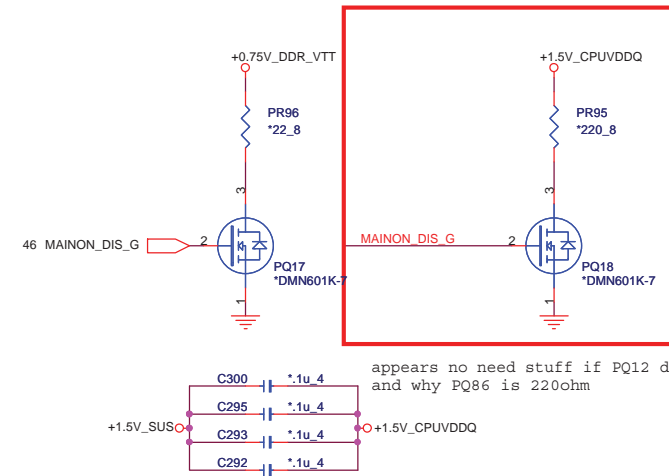 +0.75V_DDR_VTT
PR96
*22_8
3
46 MAINON_DIS_G
2
PQ17
*DMN601K-7
1
+1.5V_CPUVDDQ
PR95
*220_8
3
MAINON_DIS_G
2
PQ18
*DMN601K-7
1
appears no need stuff if PQ12 d
and why PQ86 is 220ohm
C300 *.1u_4
C295 *.1u_4
+1.5V_SUS
+1.5V_CPUVDDQ
C293 *.1u_4
C292 *.1u_4